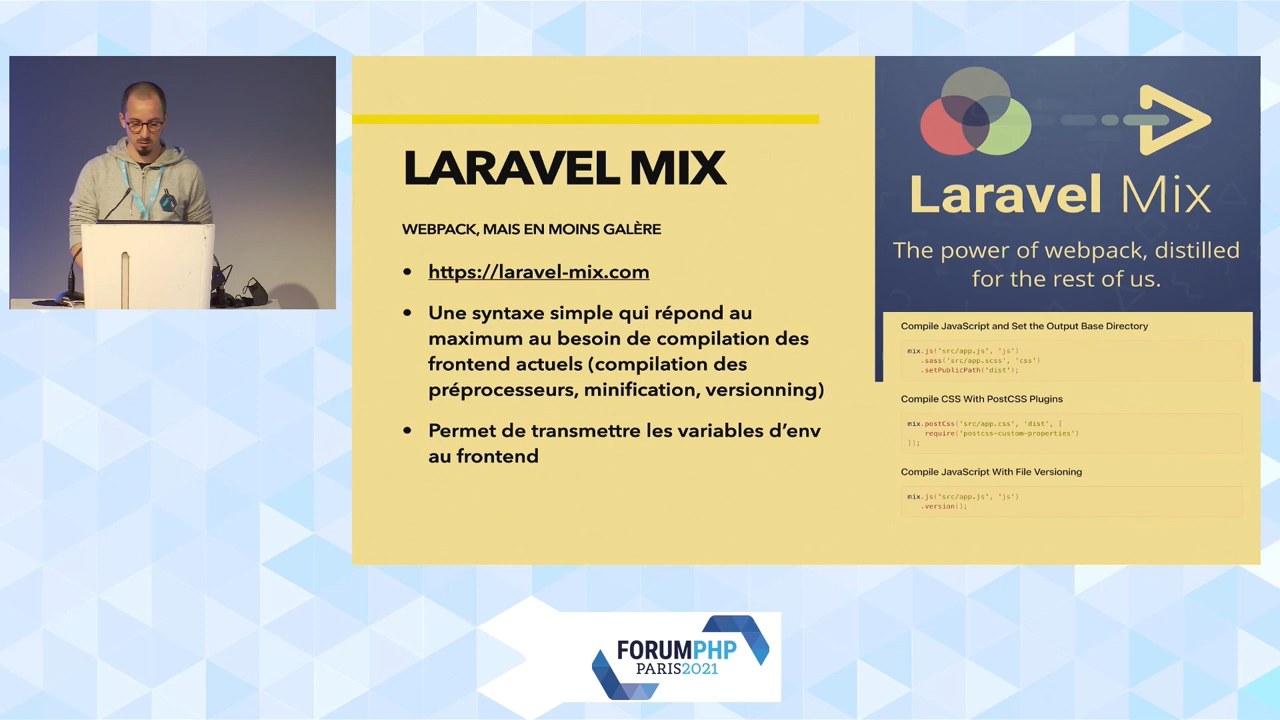 LARAVEL MIX
WEBPACK, MAIS EN MOINS GALÈRE
• https://laravel-mix.com
• Une syntaxe simple qui répond au
maximum au besoin de compilation des
frontend actuels (compilation des
préprocesseurs, minification, versionning)
• Permet de transmettre les variables d’env
au frontend
Laravel Mix
The power of webpack, distilled
for the rest of us.
Compile JavaScript and Set the Output Base Directory
mix.js('src/app.js', 'js')
.sass('src/app.scss', 'css')
.setPublicPath('dist');
Compile CSS With PostCSS Plugins
mix.postCss('src/app.css', 'dist', [
require('postcss-custom-properties')
]);
Compile JavaScript With File Versioning
mix.js('src/app.js', 'js')
.version();
FORUMPHP
PARIS2021